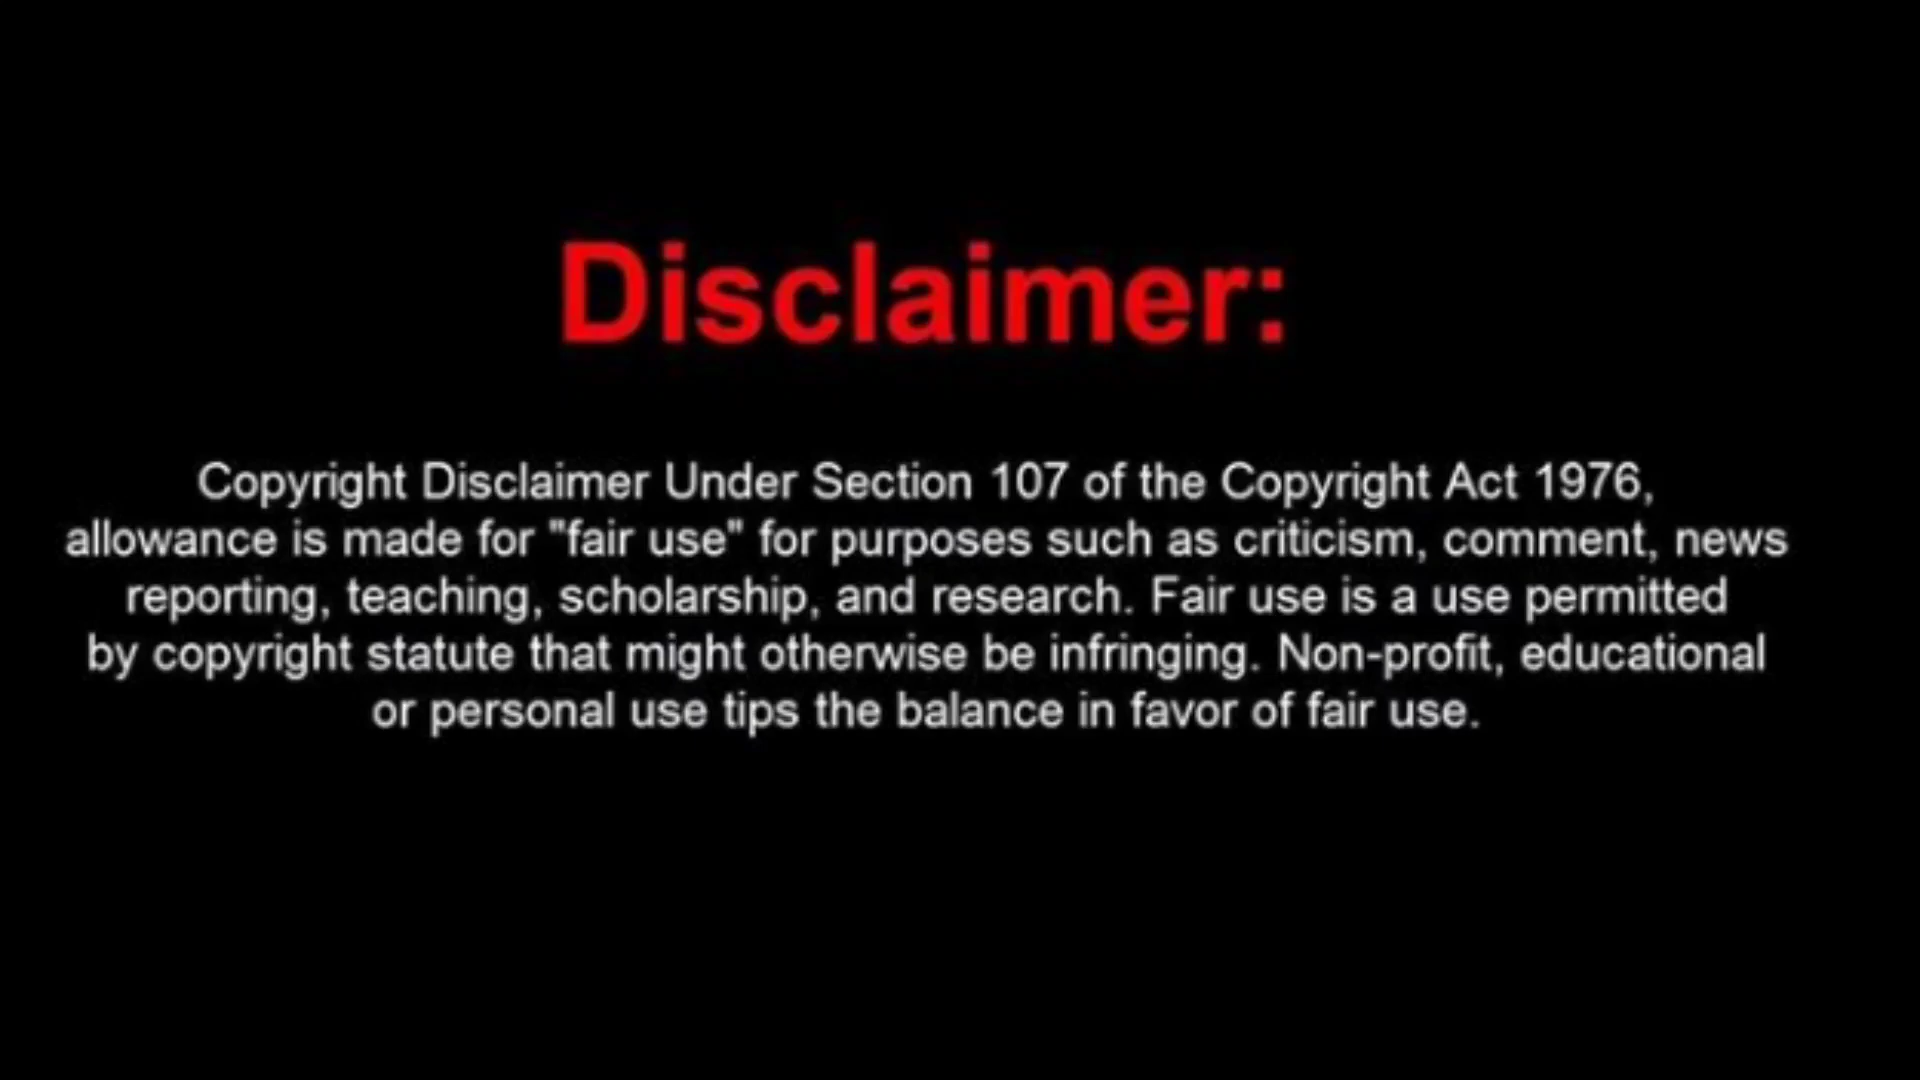 Disclaimer:
Copyright Disclaimer Under Section 107 of the Copyright Act 1976,
allowance is made for "fair use" for purposes such as criticism, comment, news
reporting, teaching, scholarship, and research. Fair use is a use permitted
by copyright statute that might otherwise be infringing. Non-profit, educational
or personal use tips the balance in favor of fair use.